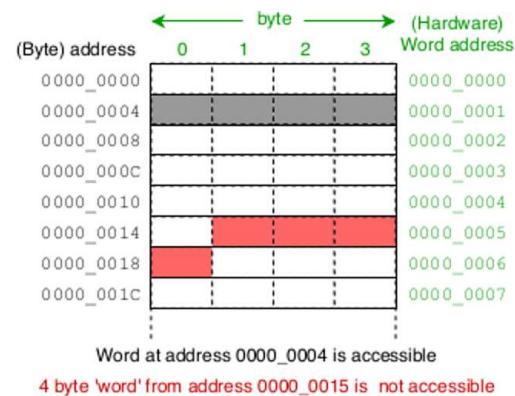 byte
(Hardware)
(Byte) address 0 1 2 3 Word address
0000_0000 0000_0000
0000_0004 0000_0001
0000_0008 0000_0002
0000_000C 0000_0003
0000_0010 0000_0004
0000_0014 0000_0005
0000_0018 0000_0006
0000_001C 0000_0007
Word at address 0000_0004 is accessible
4 byte 'word' from address 0000_0015 is not accessible